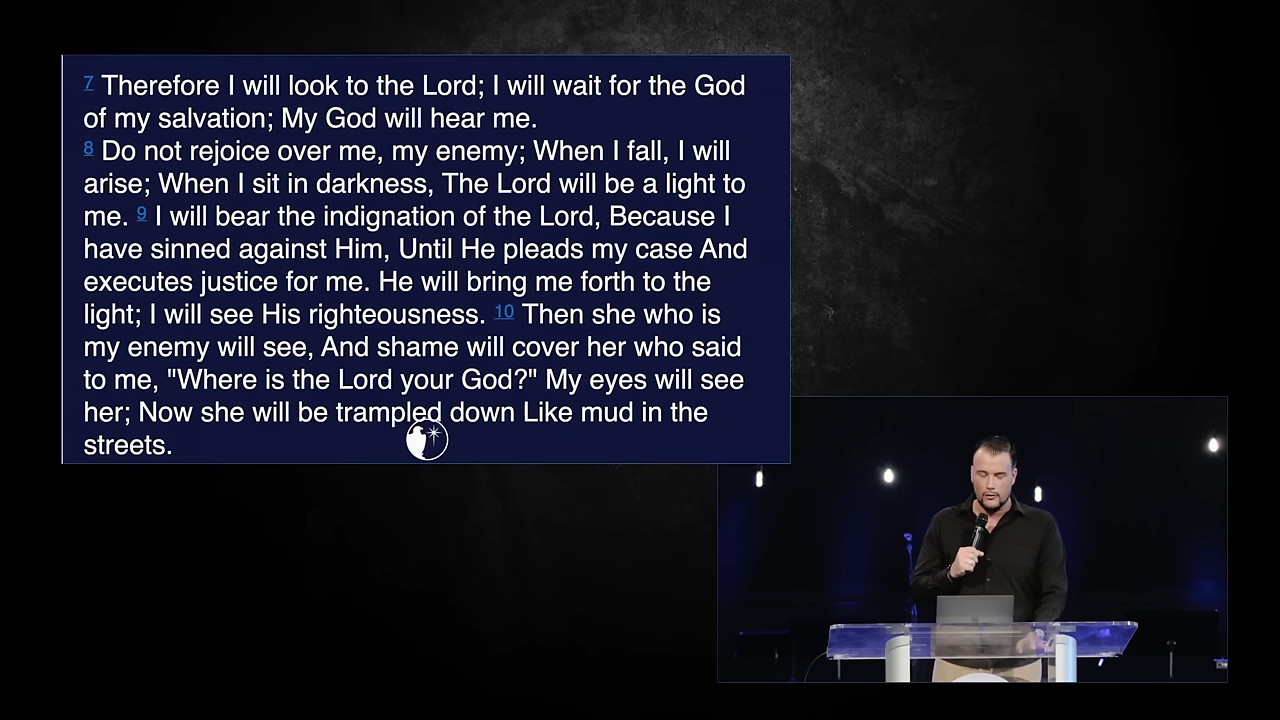 7 Therefore I will look to the Lord; I will wait for the God
of my salvation; My God will hear me.
8 Do not rejoice over me, my enemy; When I fall, I will
arise; When I sit in darkness, The Lord will be a light to
me. 9 I will bear the indignation of the Lord, Because I
have sinned against Him, Until He pleads my case And
executes justice for me. He will bring me forth to the
light; I will see His righteousness. 10 Then she who is
my enemy will see, And shame will cover her who said
to me, "Where is the Lord your God?" My eyes will see
her; Now she will be trampled down Like mud in the
streets.